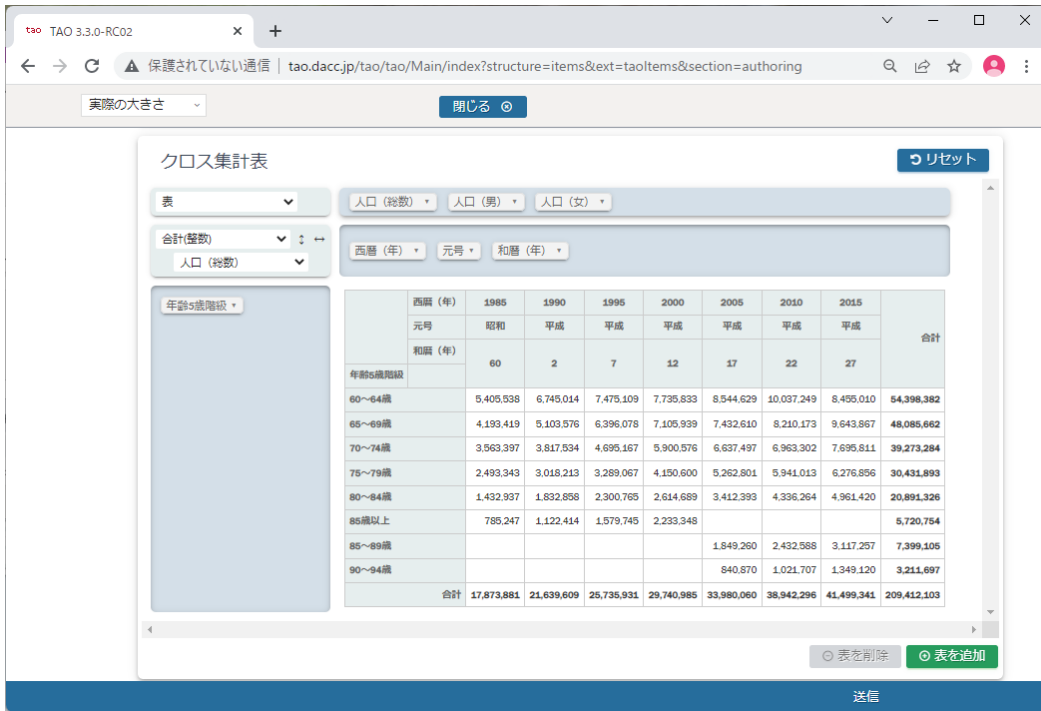 tao TAO 3.3.0-RC02
保護されていない通信 | tao.dacc.jp/tao/tao/Main/index?structure=items&ext=taoItems&section=authoring
実際の大きさ
閉じる
クロス集計表
リセット
表
人口（総数） 人口（男） 人口（女）
合計(整数)
人口（総数）
西暦（年） 元号 和暦（年）
年齢5歳階級
西暦（年） 1985 1990 1995 2000 2005 2010 2015 合計
元号 昭和 平成 平成 平成 平成 平成 平成
和暦（年） 60 2 7 12 17 22 27
年齢5歳階級
60～64歳 5,405,538 6,745,014 7,475,109 7,735,833 8,544,629 10,037,249 8,455,010 54,398,382
65～69歳 4,193,419 5,103,576 6,396,078 7,105,939 7,432,610 8,210,173 9,643,867 48,085,662
70～74歳 3,563,397 3,817,534 4,695,167 5,900,576 6,637,497 6,963,302 7,695,811 39,273,284
75～79歳 2,493,343 3,018,213 3,289,067 4,150,600 5,262,801 5,941,013 6,276,856 30,431,893
80～84歳 1,432,937 1,832,858 2,300,765 2,614,689 3,412,393 4,336,264 4,961,420 20,891,326
85歳以上 785,247 1,122,414 1,579,745 2,233,348 5,720,754
85～89歳 1,849,260 2,432,588 3,117,257 7,399,105
90～94歳 840,870 1,021,707 1,349,120 3,211,697
合計 17,873,881 21,639,609 25,735,931 29,740,985 33,980,060 38,942,296 41,499,341 209,412,103
表を削除 表を追加
送信